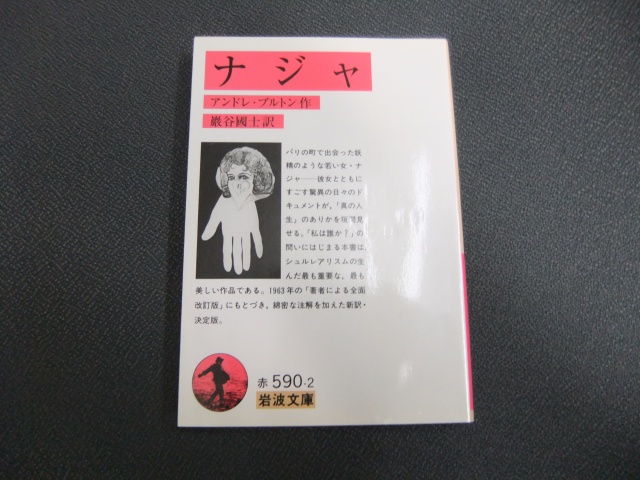 ナジャ
アンドレ・ブルトン作
巖谷國士訳
パリの町で出会った妖
精のような若い女・ナ
ジャ――彼女とともに
すごす驚異の日々のド
キュメントが、「真の人
生」のありかを垣間見
せる。「私は誰か？」の
問いにはじまる本書は、
シュルレアリスムの生
んだ最も重要な、最も
美しい作品である。1963年の「著者による全面
改訂版」にもとづき、綿密な注解を加えた新訳・
決定版。
赤 590-2
岩波文庫